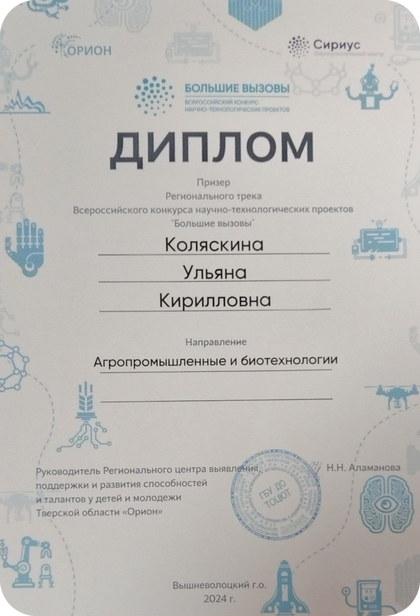 ОРИОН
Сириус
БОЛЬШИЕ ВЫЗОВЫ
ВСЕРОССИЙСКИЙ КОНКУРС
НАУЧНО-ТЕХНОЛОГИЧЕСКИХ ПРОЕКТОВ
ДИПЛОМ
Призер
Регионального трека
Всероссийского конкурса научно-технологических проектов
"Большие вызовы"
Коляскина
Ульяна
Кирилловна
Направление
Агропромышленные и биотехнологии
Руководитель Регионального центра выявления, Н.Н. Аламанова
поддержки и развития способностей
и талантов у детей и молодежи
Тверской области «Орион»
ГБУ ДО
ТОЦЮТ
Вышневолоцкий г.о.
2024 г.